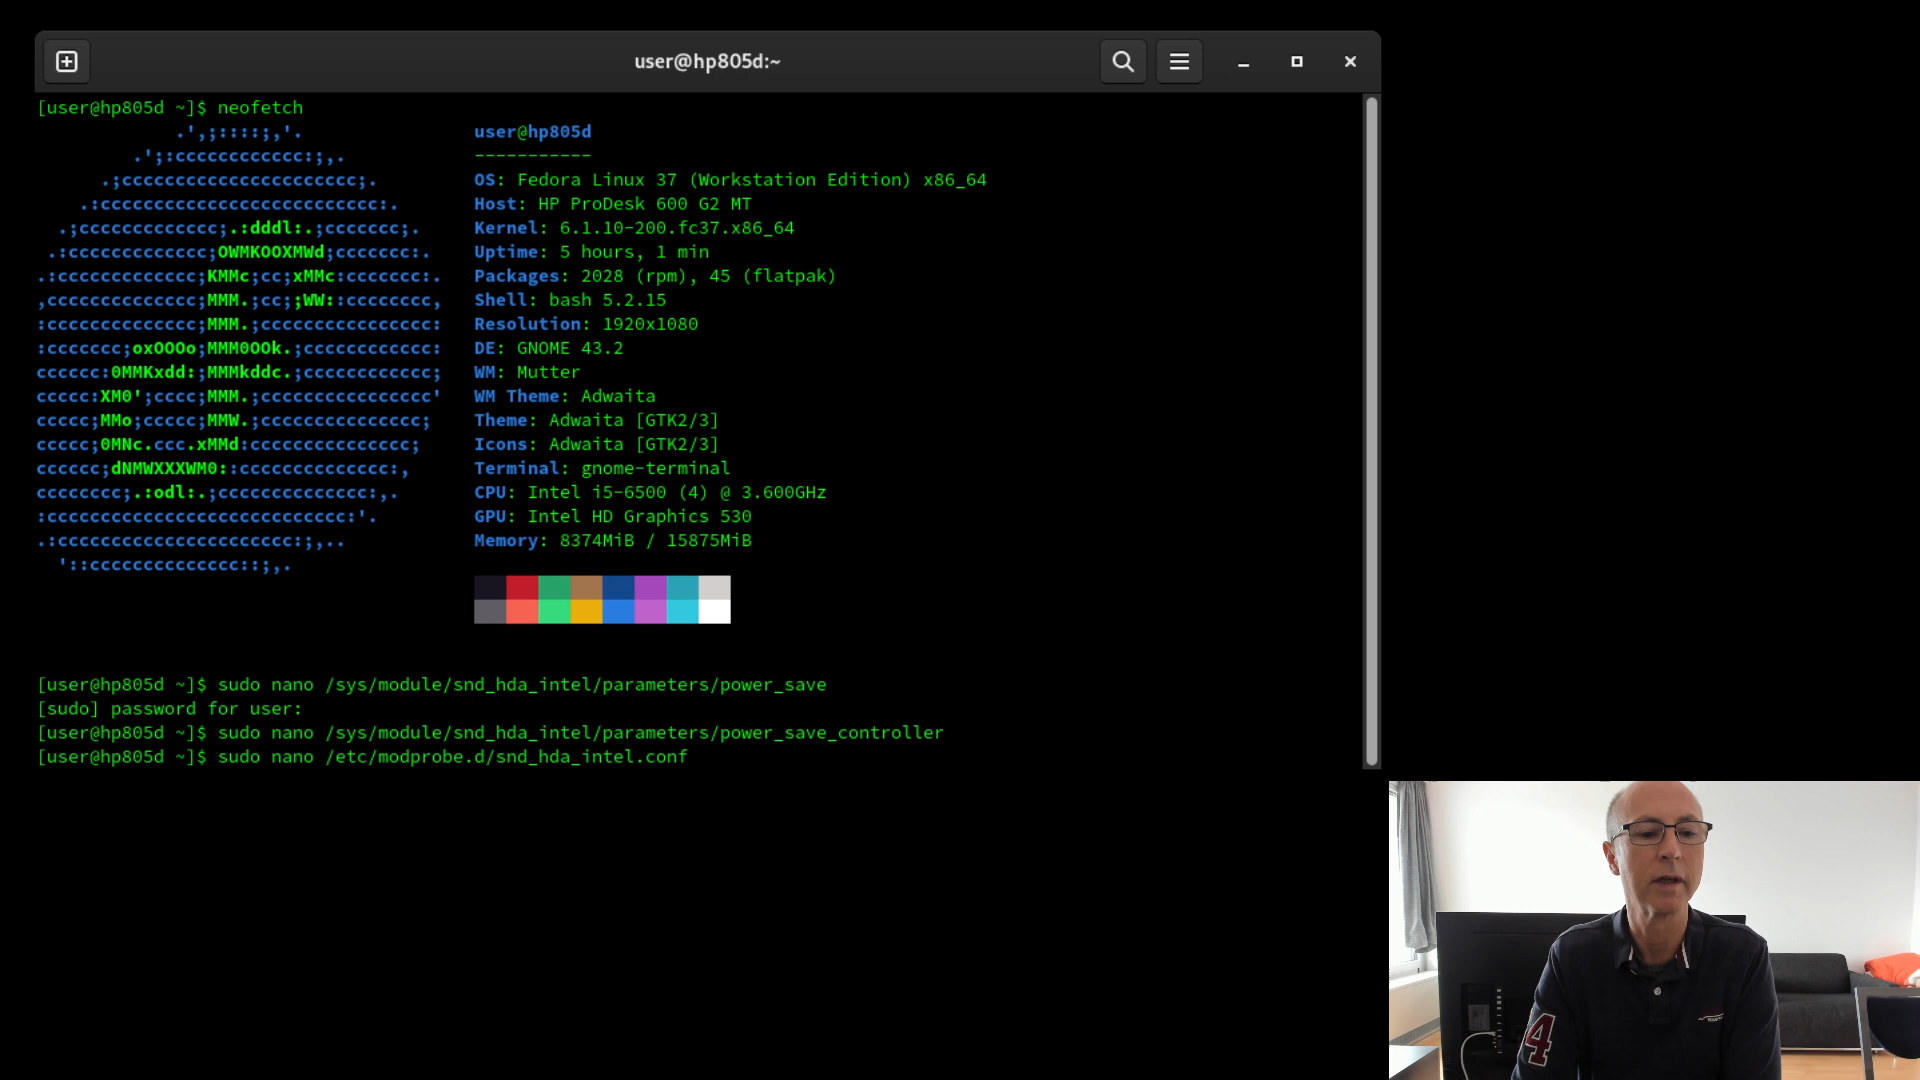 user@hp805d:~
[user@hp805d ~]$ neofetch
user@hp805d
-----------
OS: Fedora Linux 37 (Workstation Edition) x86_64
Host: HP ProDesk 600 G2 MT
Kernel: 6.1.10-200.fc37.x86_64
Uptime: 5 hours, 1 min
Packages: 2028 (rpm), 45 (flatpak)
Shell: bash 5.2.15
Resolution: 1920x1080
DE: GNOME 43.2
WM: Mutter
WM Theme: Adwaita
Theme: Adwaita [GTK2/3]
Icons: Adwaita [GTK2/3]
Terminal: gnome-terminal
CPU: Intel i5-6500 (4) @ 3.600GHz
GPU: Intel HD Graphics 530
Memory: 8374MiB / 15875MiB
[user@hp805d ~]$ sudo nano /sys/module/snd_hda_intel/parameters/power_save
[sudo] password for user:
[user@hp805d ~]$ sudo nano /sys/module/snd_hda_intel/parameters/power_save_controller
[user@hp805d ~]$ sudo nano /etc/modprobe.d/snd_hda_intel.conf
4